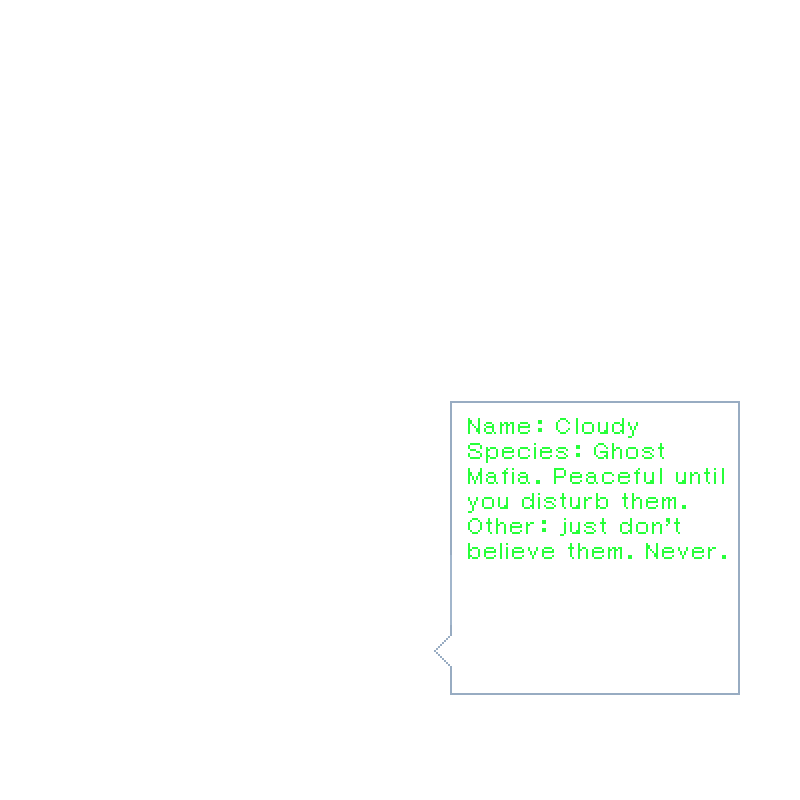 Name: Cloudy
Species: Ghost
Mafia. Peaceful until
you disturb them.
Other: just don't
believe them. Never.